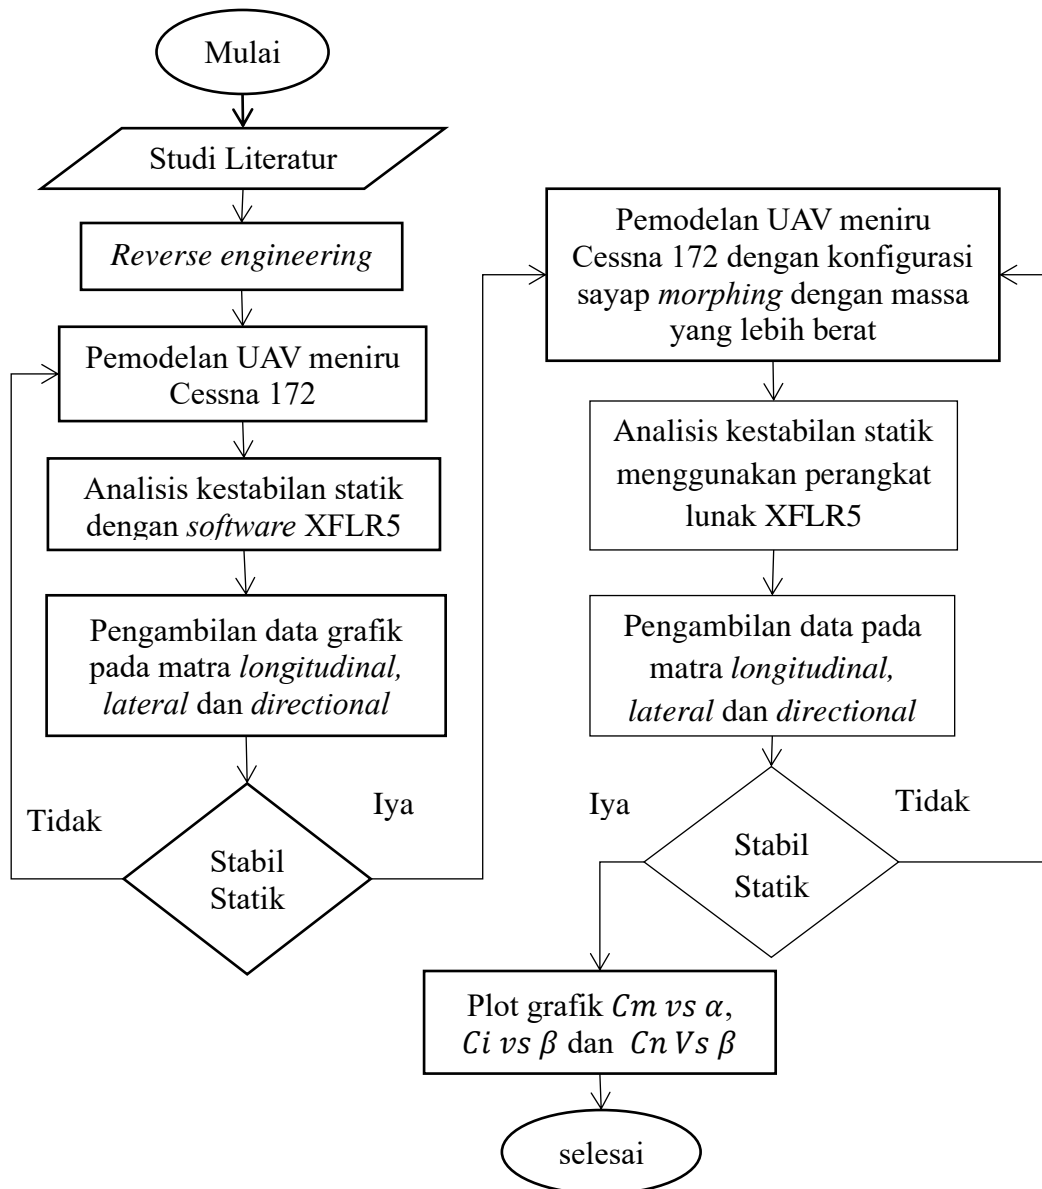 Mulai
Studi Literatur
Reverse engineering
Pemodelan UAV meniru
Cessna 172
Analisis kestabilan statik
dengan software XFLR5
Pengambilan data grafik
pada matra longitudinal,
lateral dan directional
Tidak
Iya
Stabil
Statik
Pemodelan UAV meniru
Cessna 172 dengan konfigurasi
sayap morphing dengan massa
yang lebih berat
Analisis kestabilan statik
menggunakan perangkat
lunak XFLR5
Pengambilan data pada
matra longitudinal,
lateral dan directional
Iya
Tidak
Stabil
Statik
Plot grafik Cm vs α,
Ci vs β dan Cn Vs β
selesai